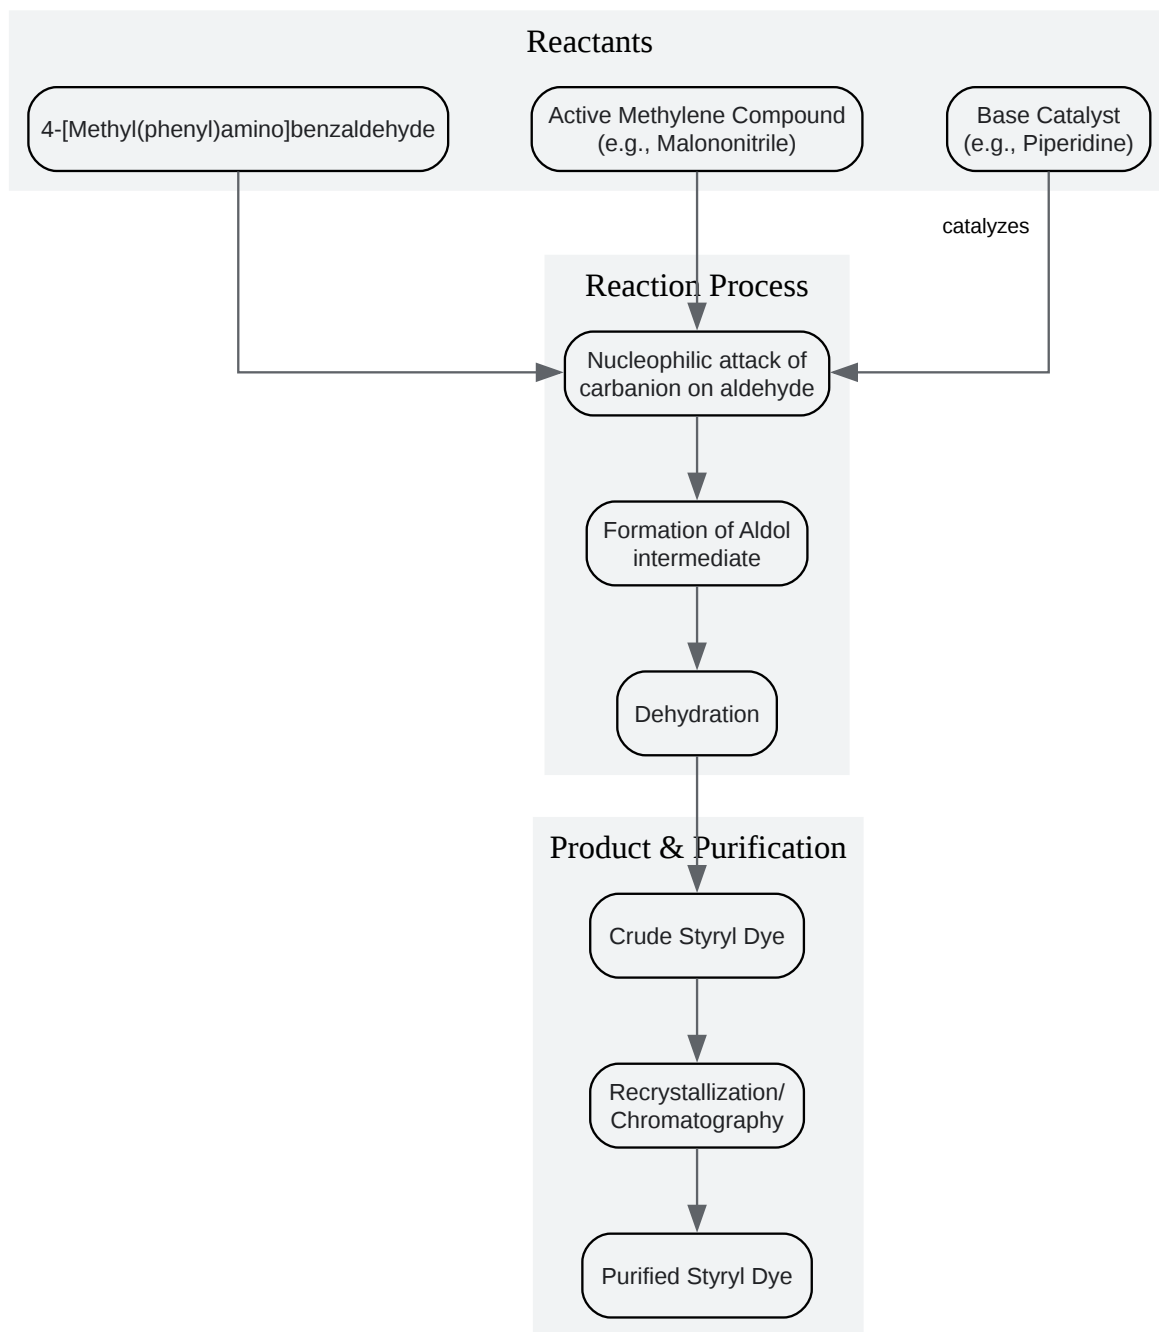 Reactants
4-[Methyl(phenyl)amino]benzaldehyde
Active Methylene Compound
(e.g., Malononitrile)
Base Catalyst
(e.g., Piperidine)
catalyzes
Reaction Process
Nucleophilic attack of
carbanion on aldehyde
Formation of Aldol
intermediate
Dehydration
Product & Purification
Crude Styryl Dye
Recrystallization/
Chromatography
Purified Styryl Dye